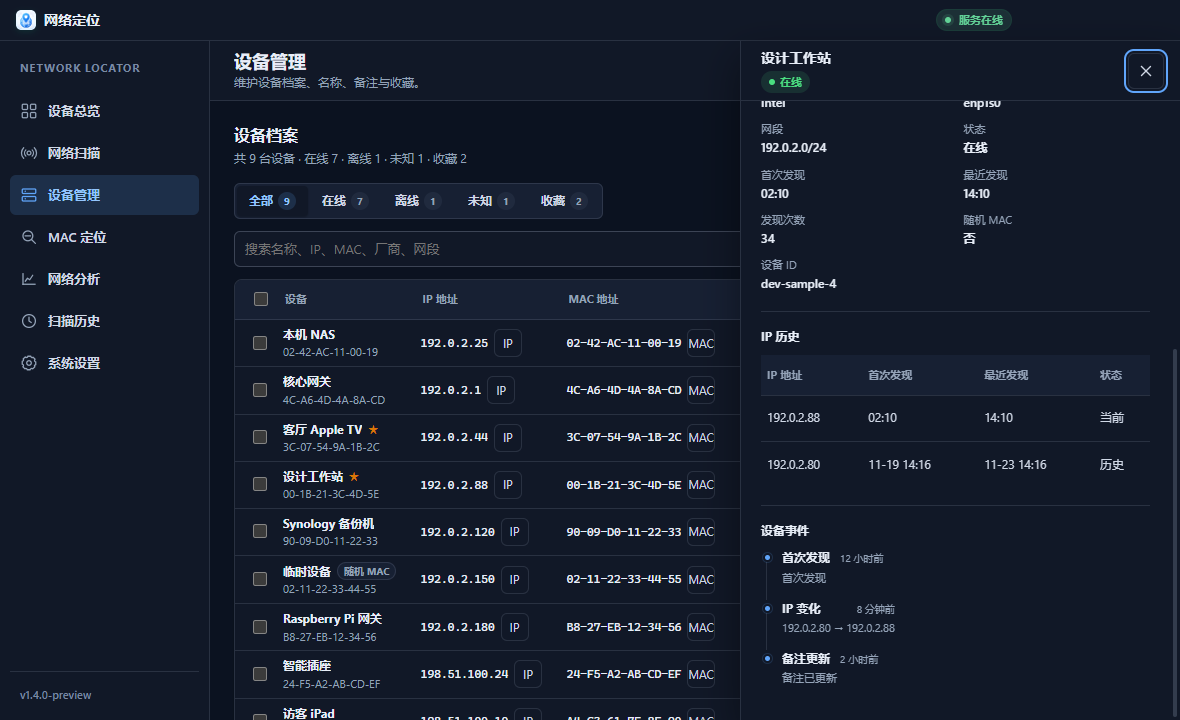 网络定位
服务在线
NETWORK LOCATOR
设备总览
网络扫描
设备管理
MAC 定位
网络分析
扫描历史
系统设置
v1.4.0-preview
设备管理
维护设备档案、名称、备注与收藏。
设备档案
共 9 台设备 · 在线 7 · 离线 1 · 未知 1 · 收藏 2
全部 9 在线 7 离线 1 未知 1 收藏 2
搜索名称、IP、MAC、厂商、网段
设备 IP 地址 MAC 地址
本机 NAS
02-42-AC-11-00-19
192.0.2.25 IP 02-42-AC-11-00-19 MAC
核心网关
4C-A6-4D-4A-8A-CD
192.0.2.1 IP 4C-A6-4D-4A-8A-CD MAC
客厅 Apple TV ★
3C-07-54-9A-1B-2C
192.0.2.44 IP 3C-07-54-9A-1B-2C MAC
设计工作站 ★
00-1B-21-3C-4D-5E
192.0.2.88 IP 00-1B-21-3C-4D-5E MAC
Synology 备份机
90-09-D0-11-22-33
192.0.2.120 IP 90-09-D0-11-22-33 MAC
临时设备 随机 MAC
02-11-22-33-44-55
192.0.2.150 IP 02-11-22-33-44-55 MAC
Raspberry Pi 网关
B8-27-EB-12-34-56
192.0.2.180 IP B8-27-EB-12-34-56 MAC
智能插座
24-F5-A2-AB-CD-EF
198.51.100.24 IP 24-F5-A2-AB-CD-EF MAC
访客 iPad
设计工作站
在线
Intel enp1s0
网段 状态
192.0.2.0/24 在线
首次发现 最近发现
02:10 14:10
发现次数 随机 MAC
34 否
设备 ID
dev-sample-4
IP 历史
IP 地址 首次发现 最近发现 状态
192.0.2.88 02:10 14:10 当前
192.0.2.80 11-19 14:16 11-23 14:16 历史
设备事件
首次发现 12 小时前
首次发现
IP 变化 8 分钟前
192.0.2.80 → 192.0.2.88
备注更新 2 小时前
备注已更新